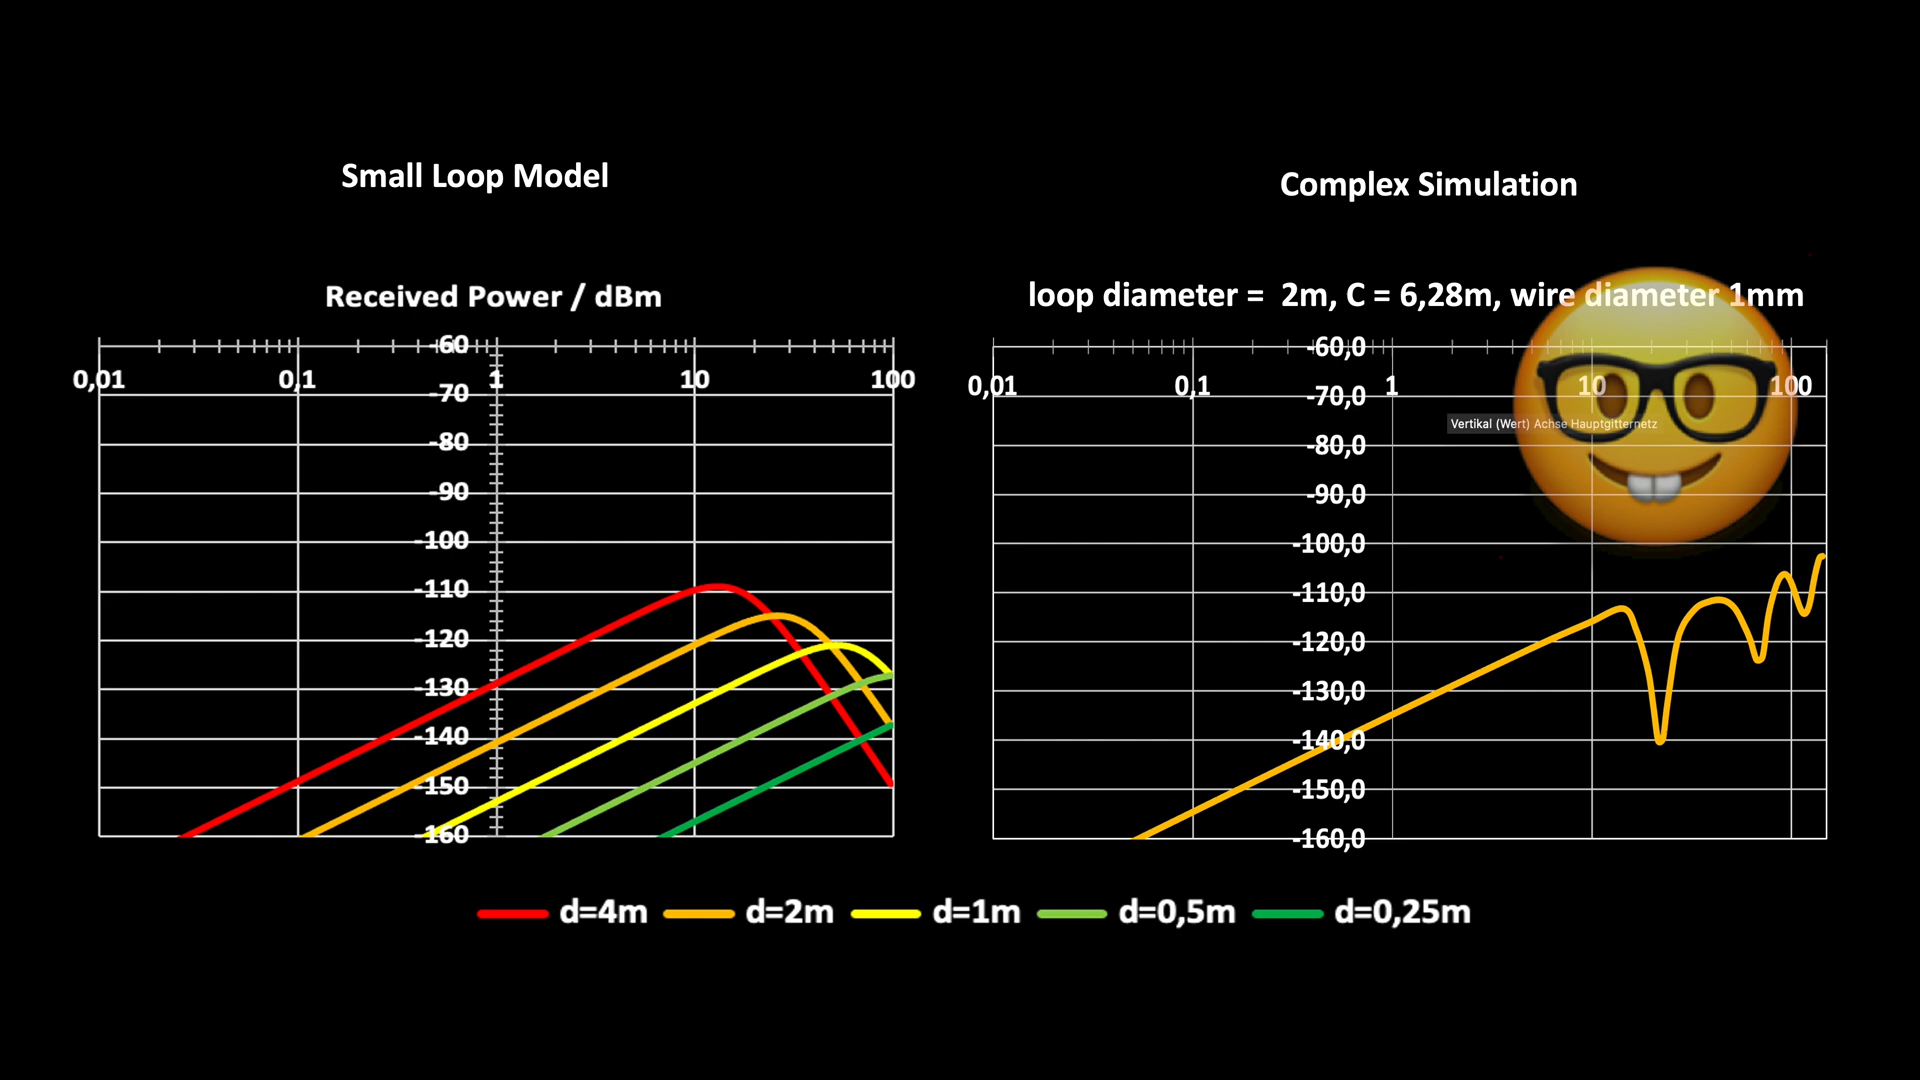 Small Loop Model
Received Power / dBm
-60
0,01 0,1 1 10 100
-70
-80
-90
-100
-110
-120
-130
-140
-150
-160
Complex Simulation
loop diameter = 2m, C = 6,28m, wire diameter 1mm
-60,0
0,01 0,1 1 10 100
-70,0
Vertikal (Wert) Achse Hauptgitternetz
-80,0
-90,0
-100,0
-110,0
-120,0
-130,0
-140,0
-150,0
-160,0
d=4m d=2m d=1m d=0,5m d=0,25m